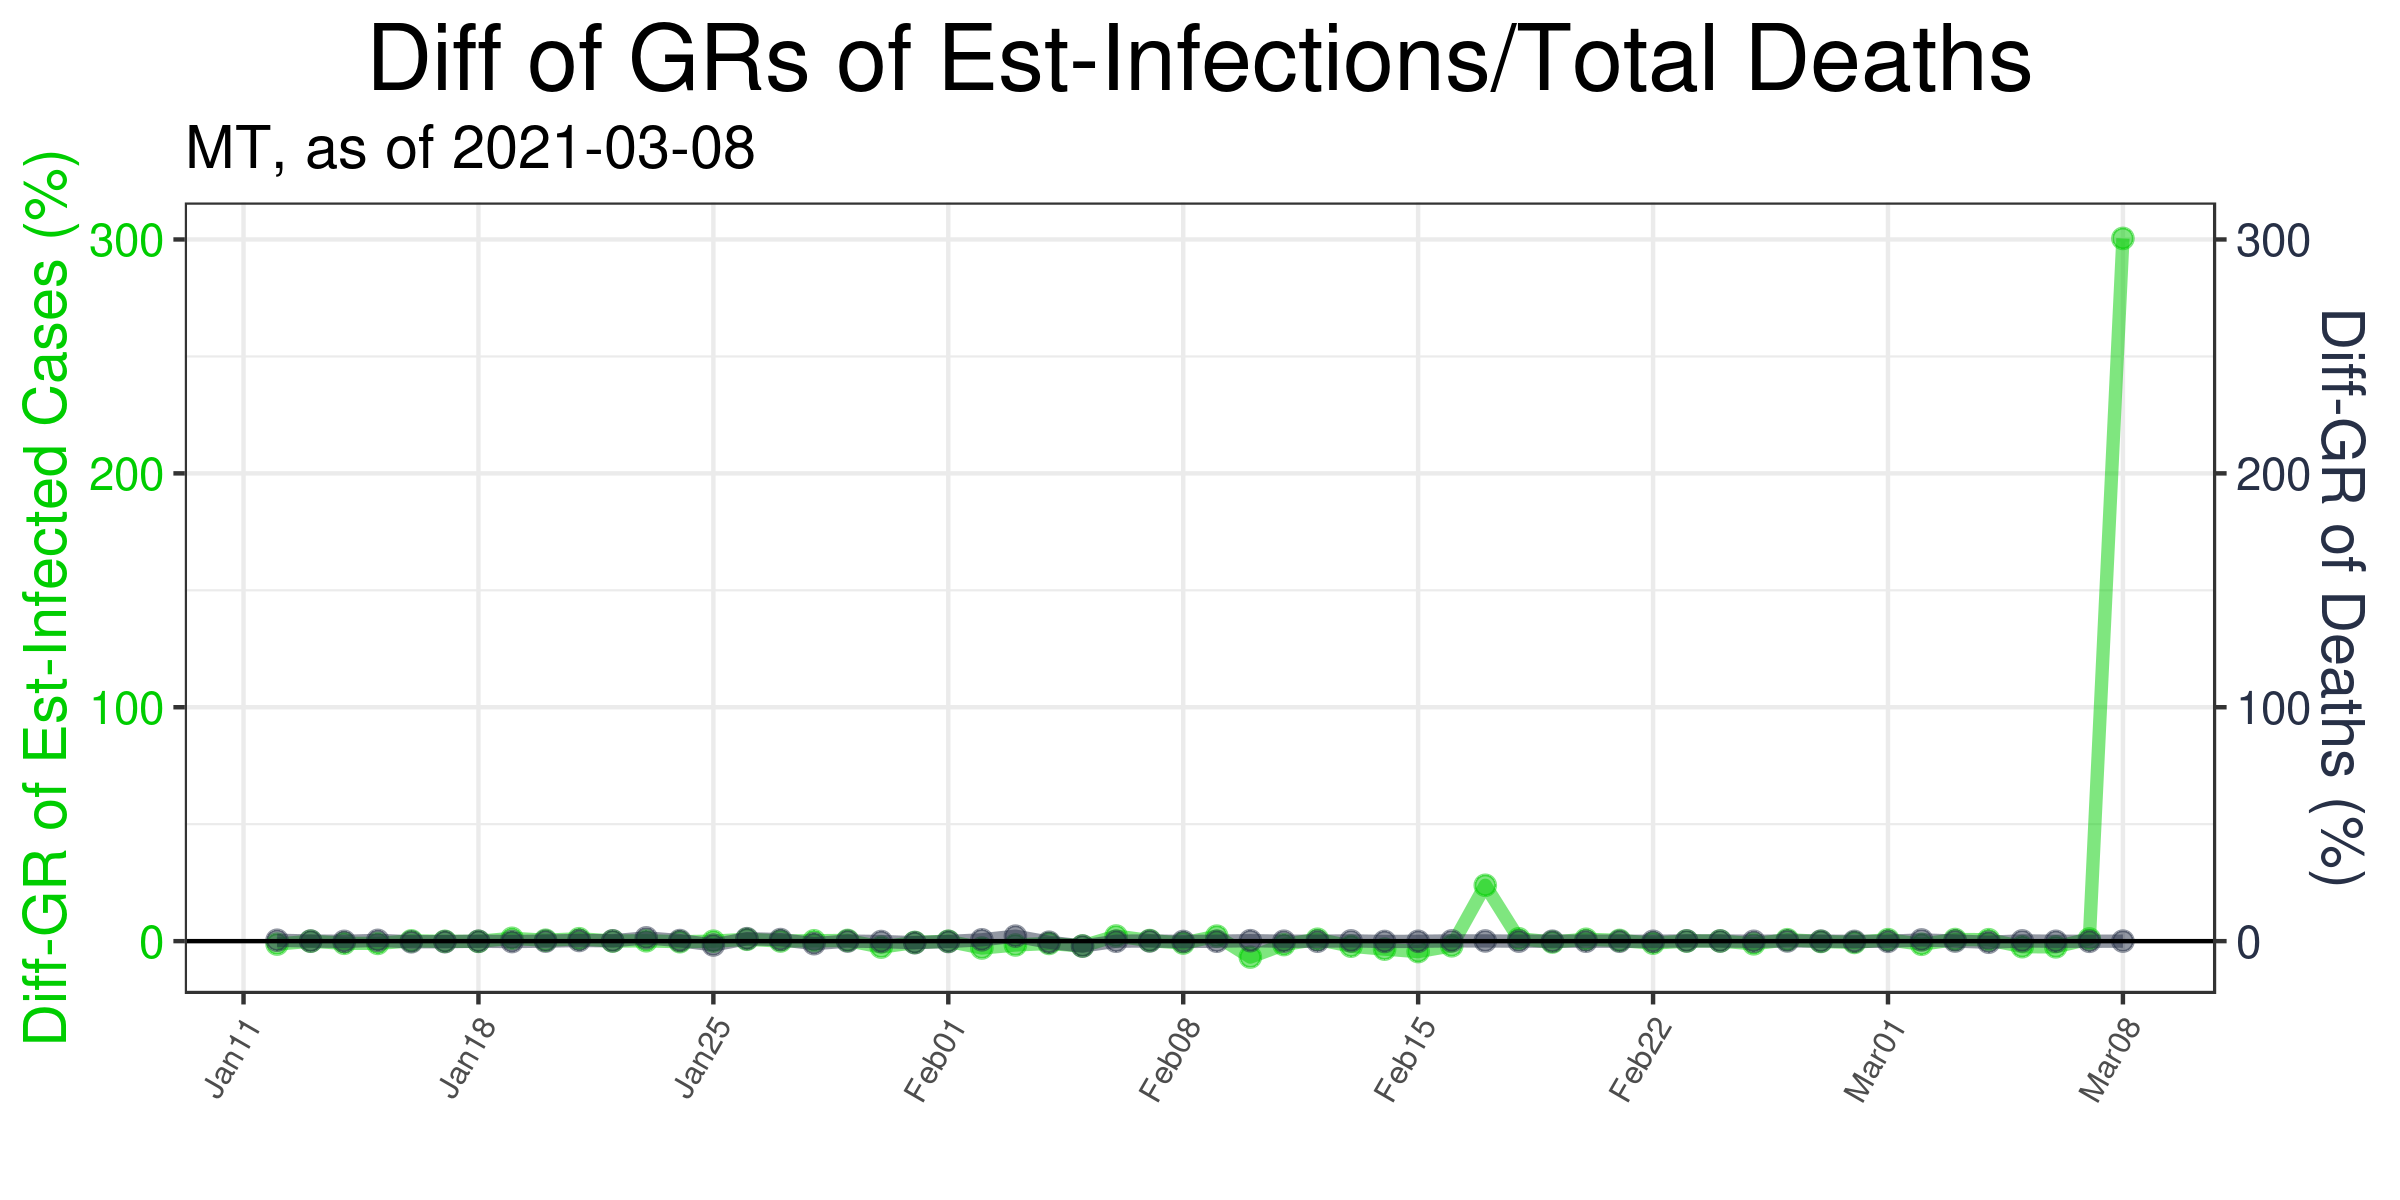 Diff of GRs of Est-Infections/Total Deaths
MT, as of 2021-03-08
Diff-GR of Est-Infected Cases (%)
300
200
100
0
300
200
100
0
Diff-GR of Deaths (%)
Jan11
Jan18
Jan25
Feb01
Feb08
Feb15
Feb22
Mar01
Mar08